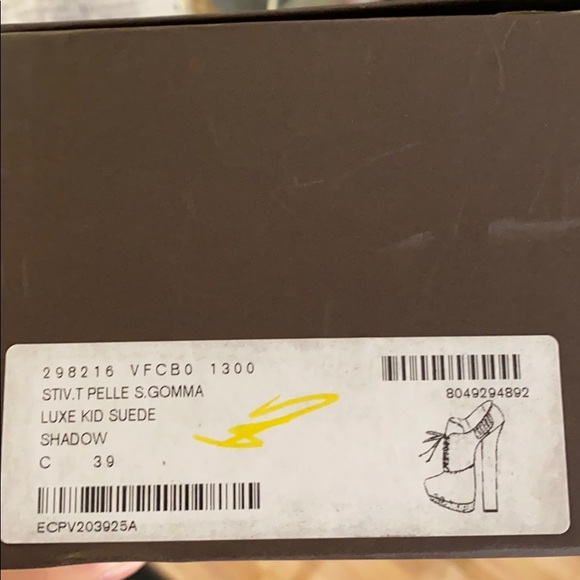 298216 VFCB0 1300
STIV.T PELLE S.GOMMA
LUXE KID SUEDE
SHADOW
C 39
ECPV203925A
8049294892